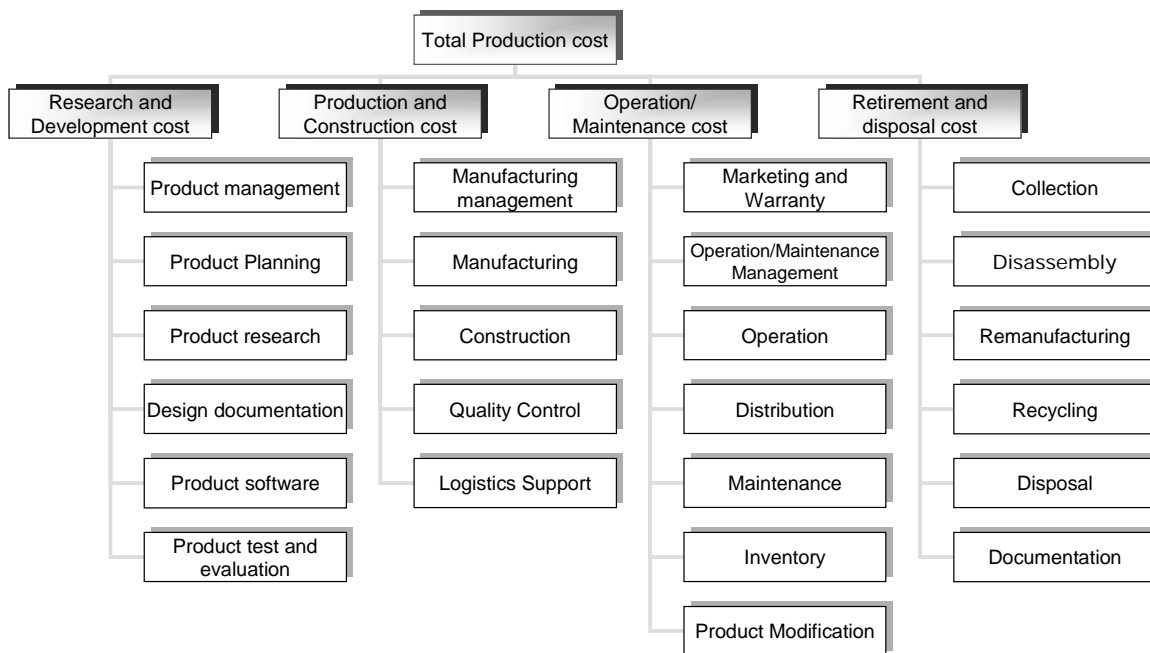 Total Production cost
Research and
Development cost
Production and
Construction cost
Operation/
Maintenance cost
Retirement and
disposal cost
Product management
Product Planning
Product research
Design documentation
Product software
Product test and
evaluation
Manufacturing
management
Manufacturing
Construction
Quality Control
Logistics Support
Marketing and
Warranty
Operation/Maintenance
Management
Operation
Distribution
Maintenance
Inventory
Product Modification
Collection
Disassembly
Remanufacturing
Recycling
Disposal
Documentation